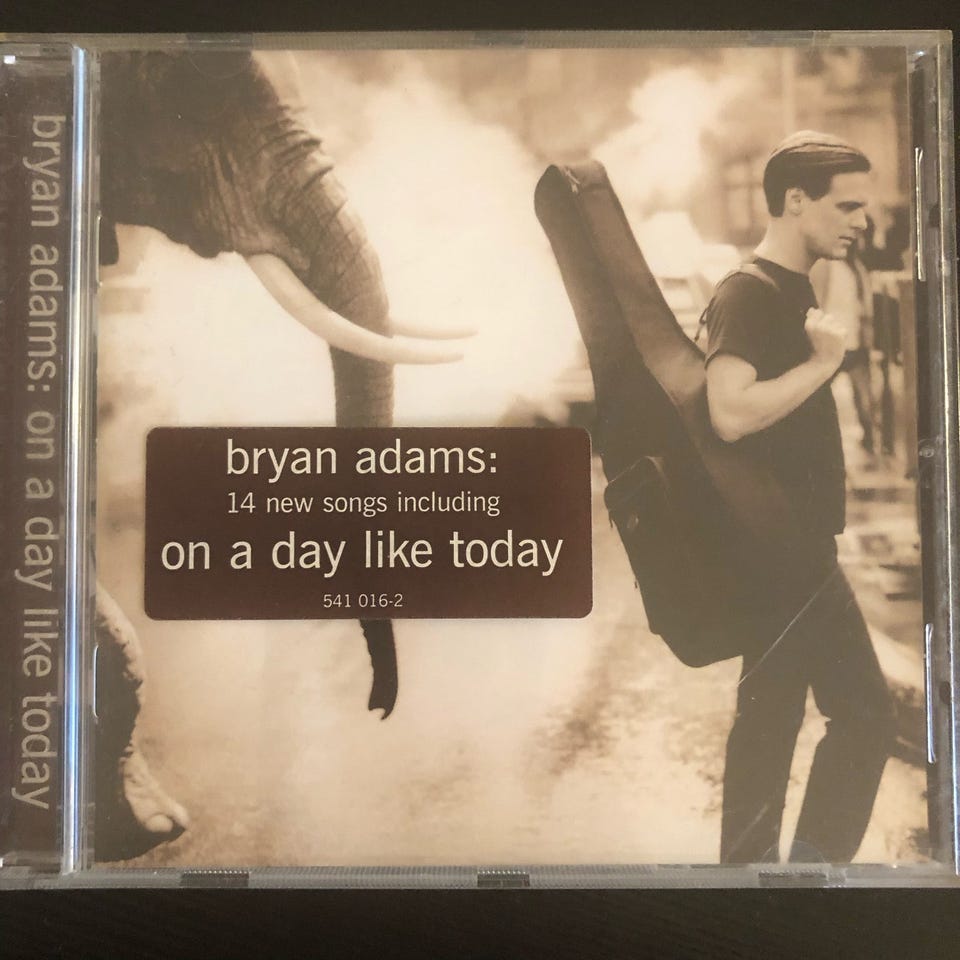 bryan adams: on a day like today
bryan adams:
14 new songs including
on a day like today
541 016-2